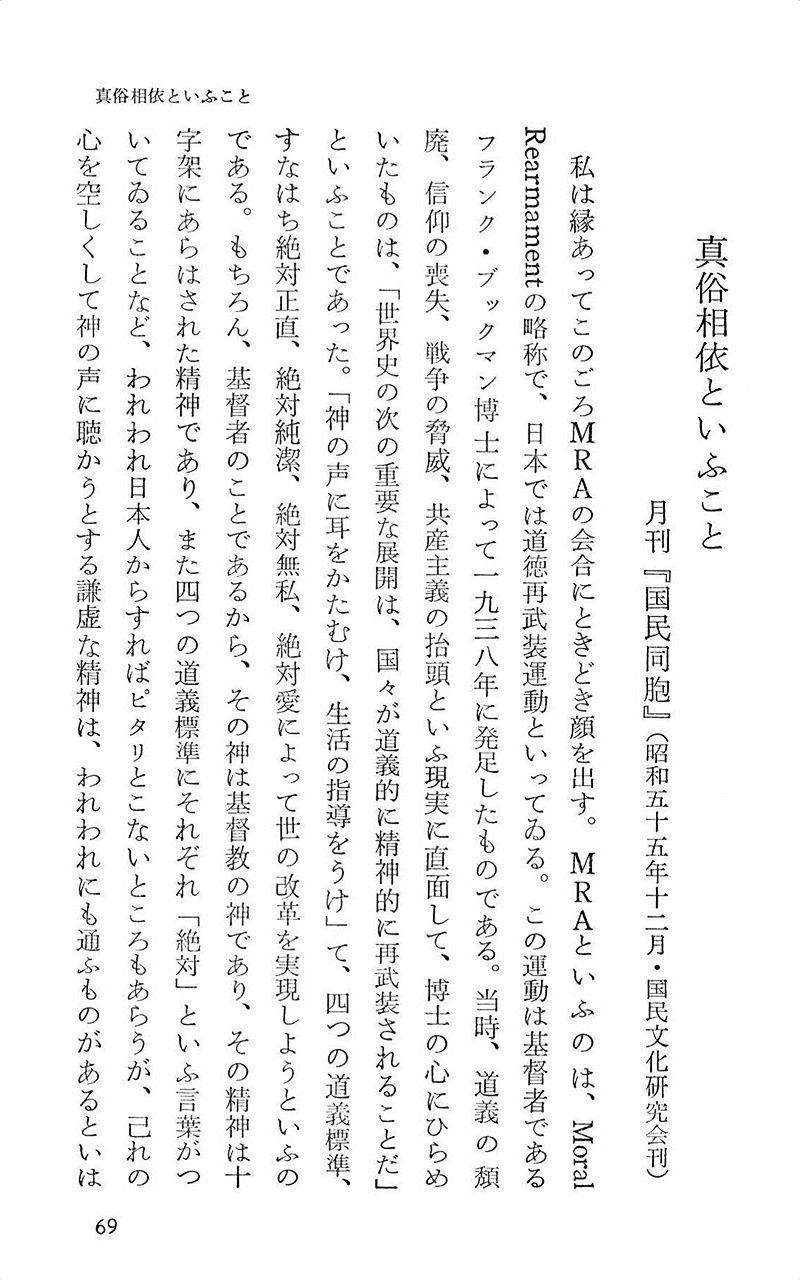 真俗相依といふこと
真俗相依といふこと
月刊『国民同胞』（昭和五十五年十二月・国民文化研究会刊）
私は縁あってこのごろＭＲＡの会合にときどき顔を出す。ＭＲＡといふのは、Moral
Rearmamentの略称で、日本では道徳再武装運動といってゐる。この運動は基督者である
フランク・ブックマン博士によって一九三八年に発足したものである。当時、道義の頽
廃、信仰の喪失、戦争の脅威、共産主義の抬頭といふ現実に直面して、博士の心にひらめ
いたものは、「世界史の次の重要な展開は、国々が道義的に精神的に再武装されることだ」
といふことであった。「神の声に耳をかたむけ、生活の指導をうけ」て、四つの道義標準、
すなはち絶対正直、絶対純潔、絶対無私、絶対愛によって世の改革を実現しようといふの
である。もちろん、基督者のことであるから、その神は基督教の神であり、その精神は十
字架にあらはされた精神であり、また四つの道義標準にそれぞれ「絶対」といふ言葉がつ
いてゐることなど、われわれ日本人からすればピタリとこないところもあらうが、己れの
心を空しくして神の声に聴かうとする謙虚な精神は、われわれにも通ふものがあるといは
69